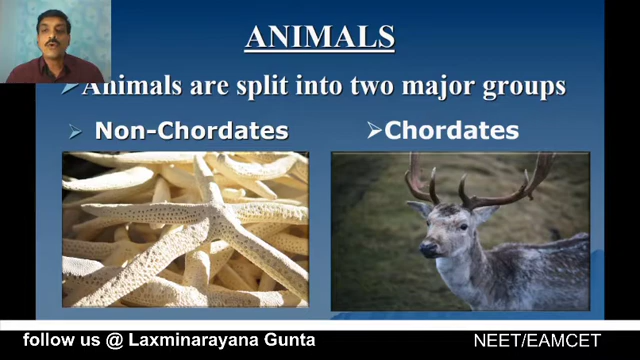 ANIMALS
Animals are split into two major groups
Non-Chordates
Chordates
follow us @ Laxminarayana Gunta
NEET/EAMCET